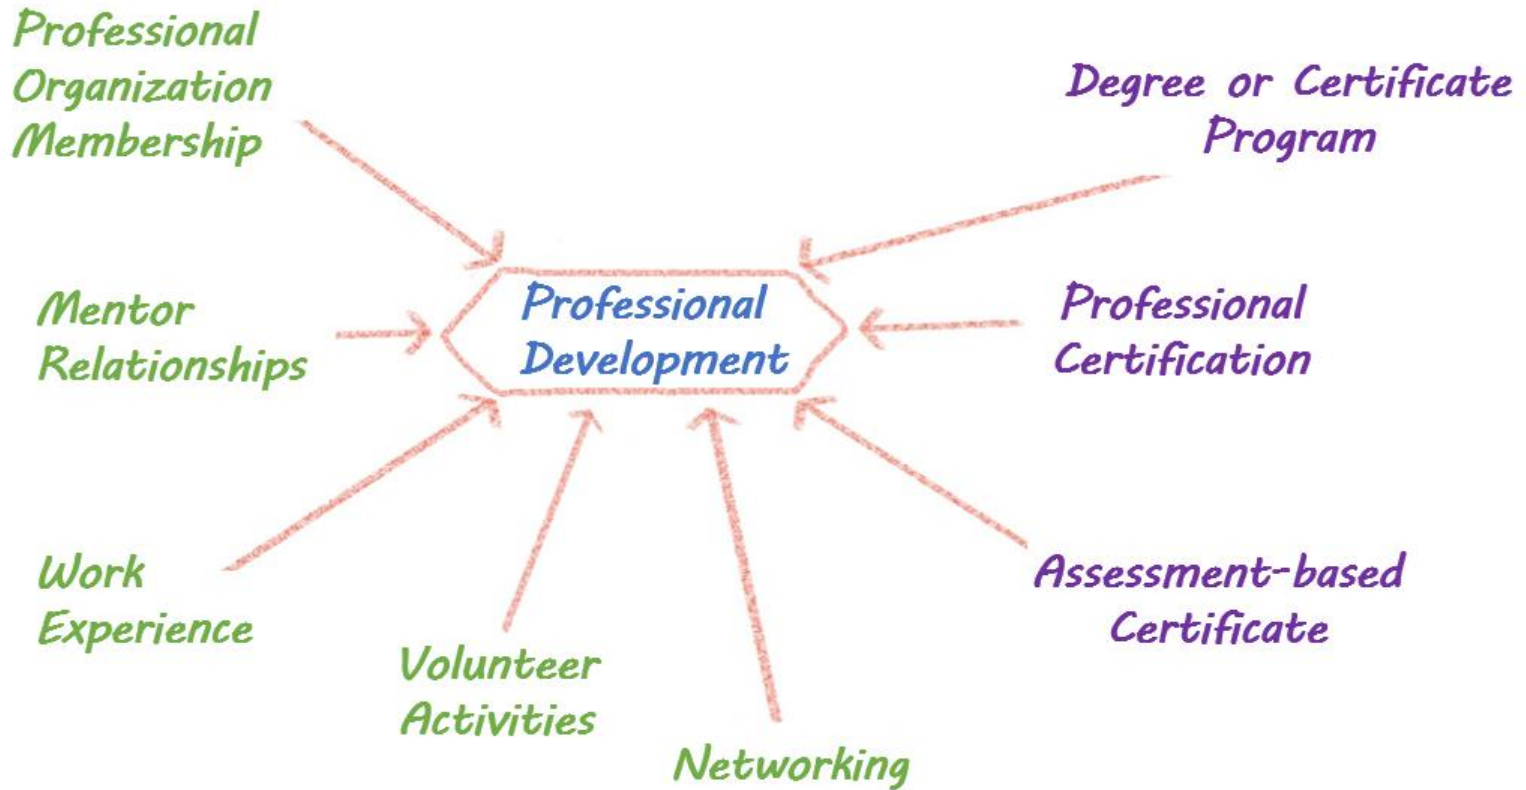 Professional
Organization
Membership
Degree or Certificate
Program
Mentor
Relationships
Professional
Development
Professional
Certification
Work
Experience
Assessment-based
Certificate
Volunteer
Activities
Networking